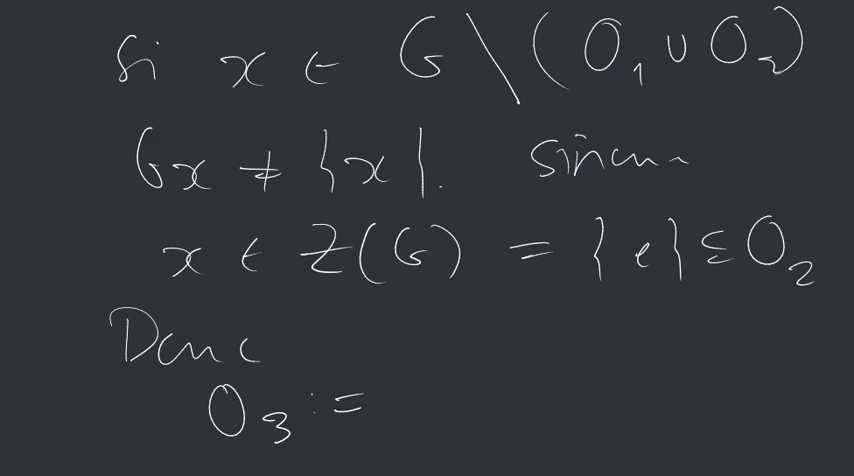 Si x ∈ G \ (O₁ ∪ O₂)
Gx ≠ {x}. sinon
x ∈ Z(G) = {e} ⊆ O₂
Donc
O₃ :=